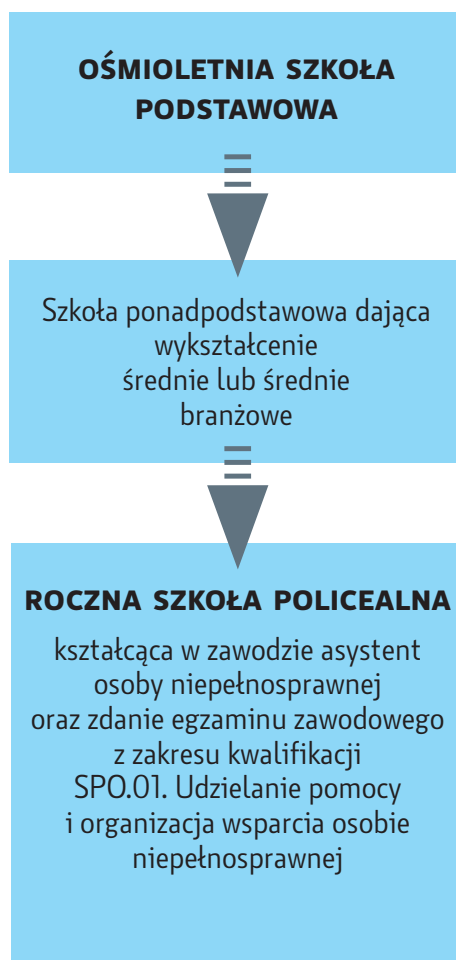 OŚMIOLETNIA SZKOŁA
PODSTAWOWA
Szkoła ponadpodstawowa dająca
wykształcenie
średnie lub średnie
branżowe
ROCZNA SZKOŁA POLICEALNA
kształcąca w zawodzie asystent
osoby niepełnosprawnej
oraz zdanie egzaminu zawodowego
z zakresu kwalifikacji
SPO.01. Udzielanie pomocy
i organizacja wsparcia osobie
niepełnosprawnej